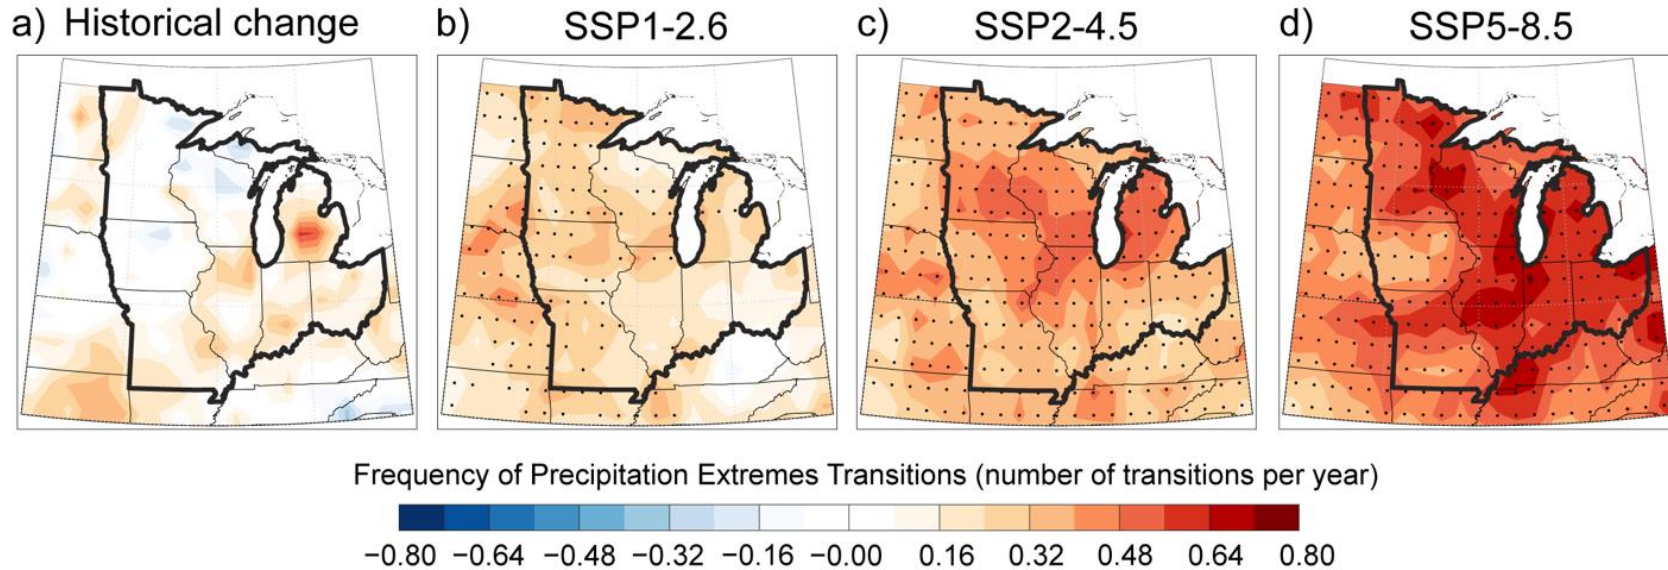 a) Historical change b) SSP1-2.6 c) SSP2-4.5 d) SSP5-8.5
Frequency of Precipitation Extremes Transitions (number of transitions per year)
−0.80 −0.64 −0.48 −0.32 −0.16 −0.00 0.16 0.32 0.48 0.64 0.80